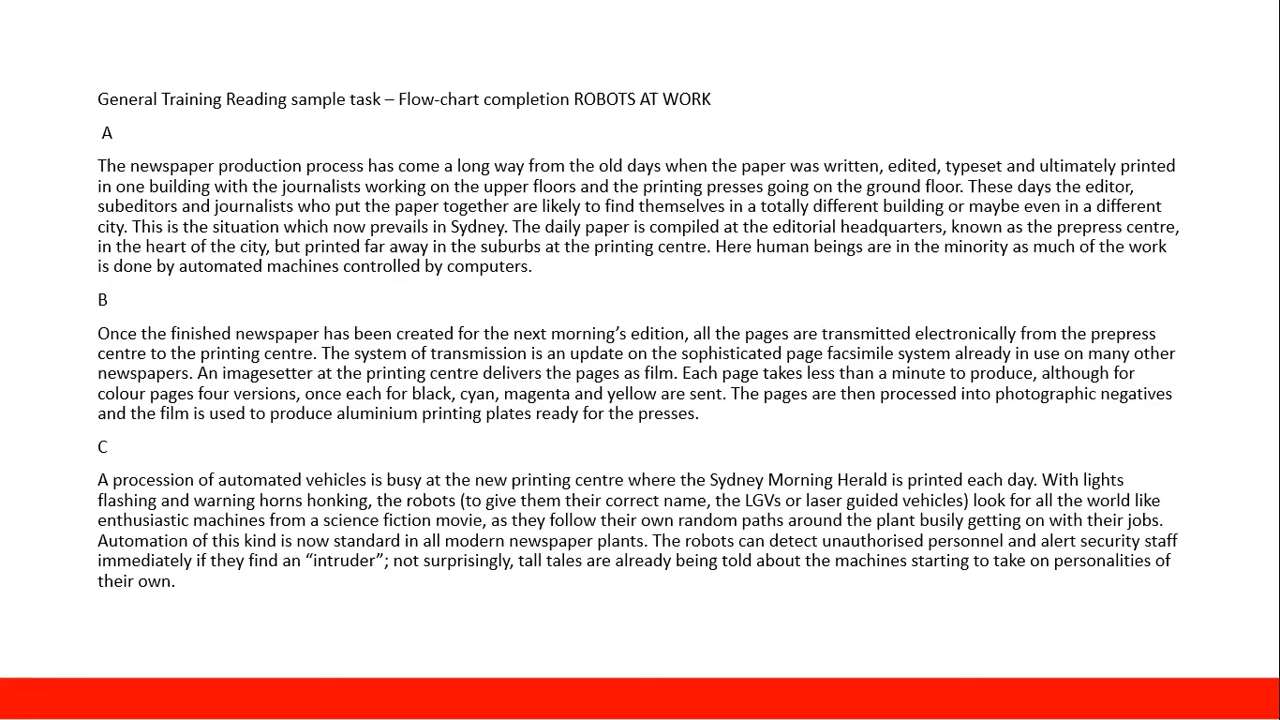 General Training Reading sample task – Flow-chart completion ROBOTS AT WORK
A
The newspaper production process has come a long way from the old days when the paper was written, edited, typeset and ultimately printed
in one building with the journalists working on the upper floors and the printing presses going on the ground floor. These days the editor,
subeditors and journalists who put the paper together are likely to find themselves in a totally different building or maybe even in a different
city. This is the situation which now prevails in Sydney. The daily paper is compiled at the editorial headquarters, known as the prepress centre,
in the heart of the city, but printed far away in the suburbs at the printing centre. Here human beings are in the minority as much of the work
is done by automated machines controlled by computers.
B
Once the finished newspaper has been created for the next morning’s edition, all the pages are transmitted electronically from the prepress
centre to the printing centre. The system of transmission is an update on the sophisticated page facsimile system already in use on many other
newspapers. An imagesetter at the printing centre delivers the pages as film. Each page takes less than a minute to produce, although for
colour pages four versions, once each for black, cyan, magenta and yellow are sent. The pages are then processed into photographic negatives
and the film is used to produce aluminium printing plates ready for the presses.
C
A procession of automated vehicles is busy at the new printing centre where the Sydney Morning Herald is printed each day. With lights
flashing and warning horns honking, the robots (to give them their correct name, the LGVs or laser guided vehicles) look for all the world like
enthusiastic machines from a science fiction movie, as they follow their own random paths around the plant busily getting on with their jobs.
Automation of this kind is now standard in all modern newspaper plants. The robots can detect unauthorised personnel and alert security staff
immediately if they find an “intruder”; not surprisingly, tall tales are already being told about the machines starting to take on personalities of
their own.